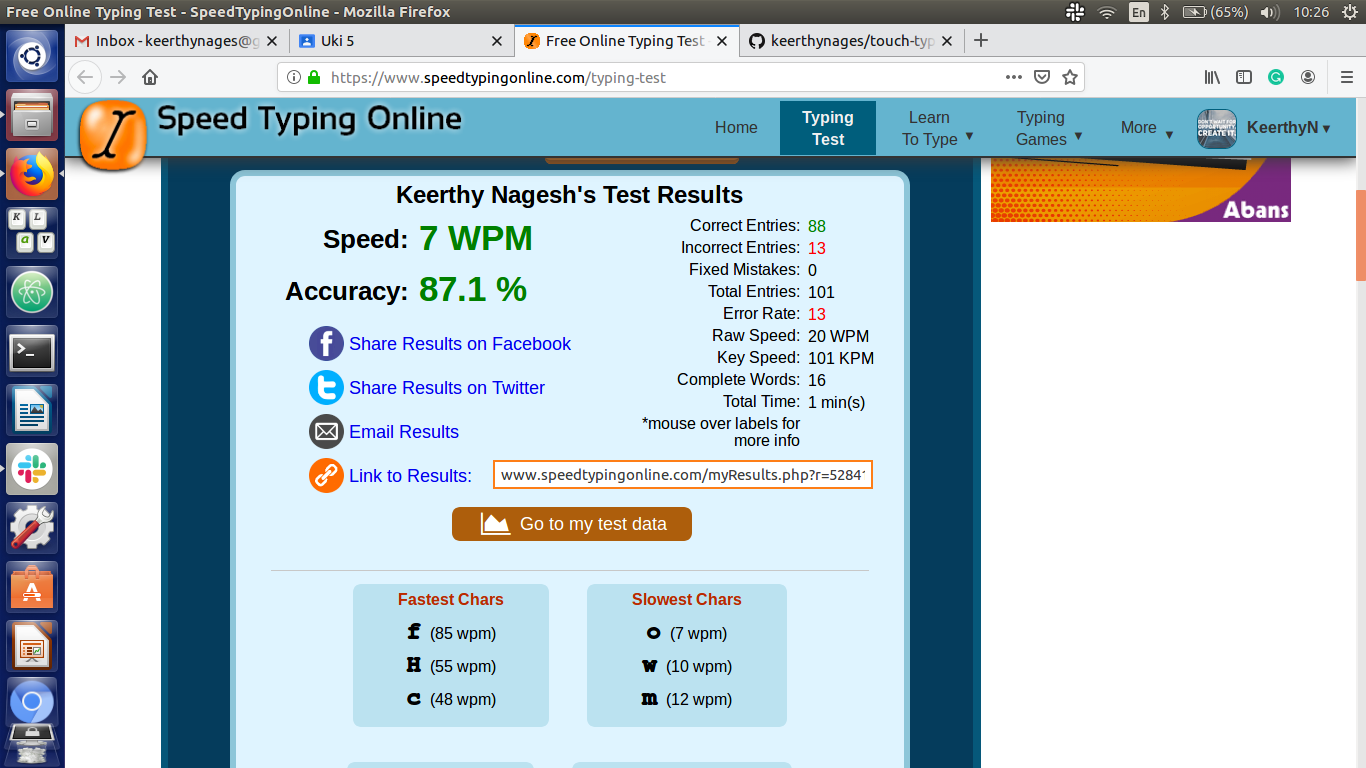 Free Online Typing Test - SpeedTypingOnline - Mozilla Firefox
En
(65%)
10:26
Inbox - keerthynages@g
Uki 5
Free Online Typing Test
keerthynages/touch-typ
https://www.speedtypingonline.com/typing-test
Speed Typing Online
Home
Typing Test
Learn To Type
Typing Games
More
DON'T WAIT FOR
OPPORTUNITY.
CREATE IT.
KeerthyN
Abans
Keerthy Nagesh's Test Results
Speed: 7 WPM
Accuracy: 87.1 %
Share Results on Facebook
Share Results on Twitter
Email Results
Link to Results: www.speedtypingonline.com/myResults.php?r=5284
Correct Entries: 88
Incorrect Entries: 13
Fixed Mistakes: 0
Total Entries: 101
Error Rate: 13
Raw Speed: 20 WPM
Key Speed: 101 KPM
Complete Words: 16
Total Time: 1 min(s)
*mouse over labels for
more info
Go to my test data
Fastest Chars
f (85 wpm)
H (55 wpm)
c (48 wpm)
Slowest Chars
o (7 wpm)
w (10 wpm)
m (12 wpm)
K L
a v